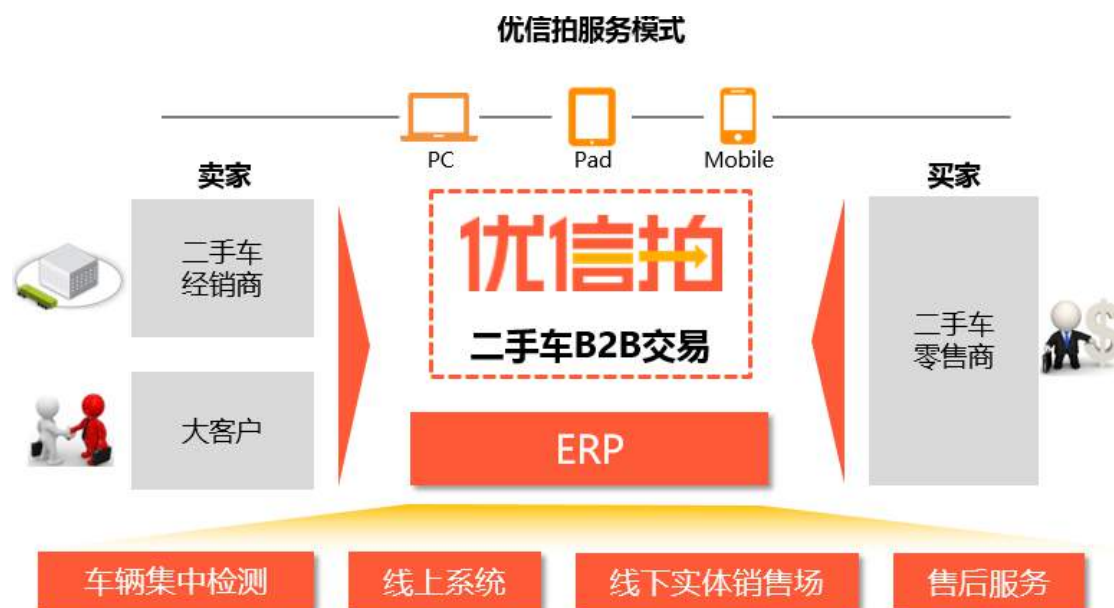 优信拍服务模式
PC
Pad
Mobile
卖家
买家
二手车
经销商
大客户
优信拍
二手车B2B交易
ERP
二手车
零售商
车辆集中检测
线上系统
线下实体销售场
售后服务